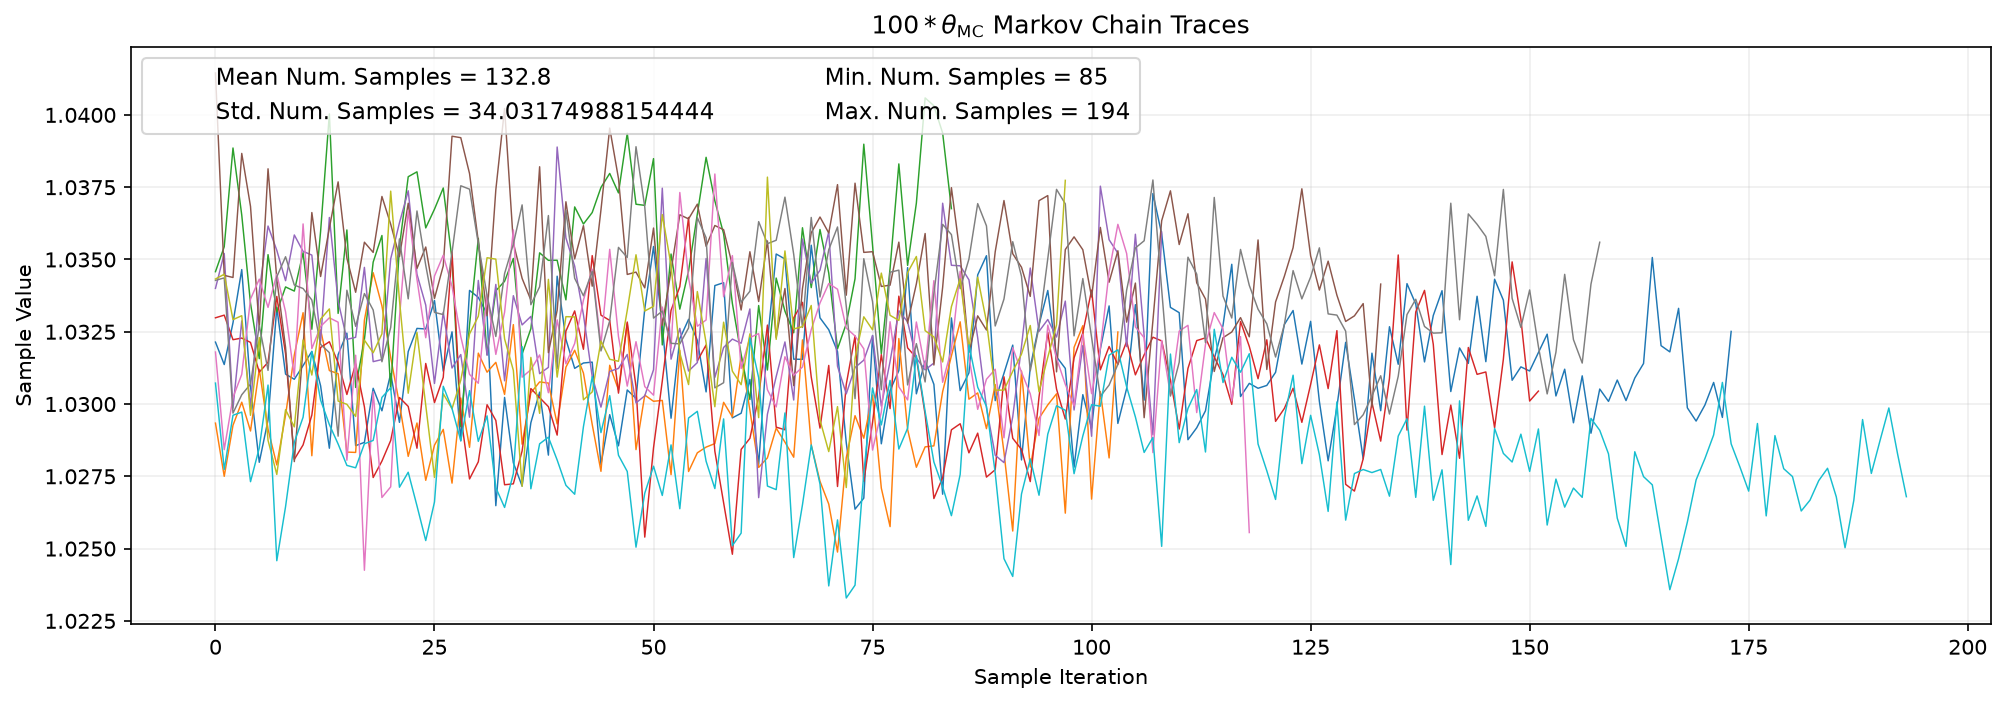 100 * θMC Markov Chain Traces
Mean Num. Samples = 132.8
Std. Num. Samples = 34.03174988154444
Min. Num. Samples = 85
Max. Num. Samples = 194
Sample Value
1.0400
1.0375
1.0350
1.0325
1.0300
1.0275
1.0250
1.0225
0 25 50 75 100 125 150 175 200
Sample Iteration